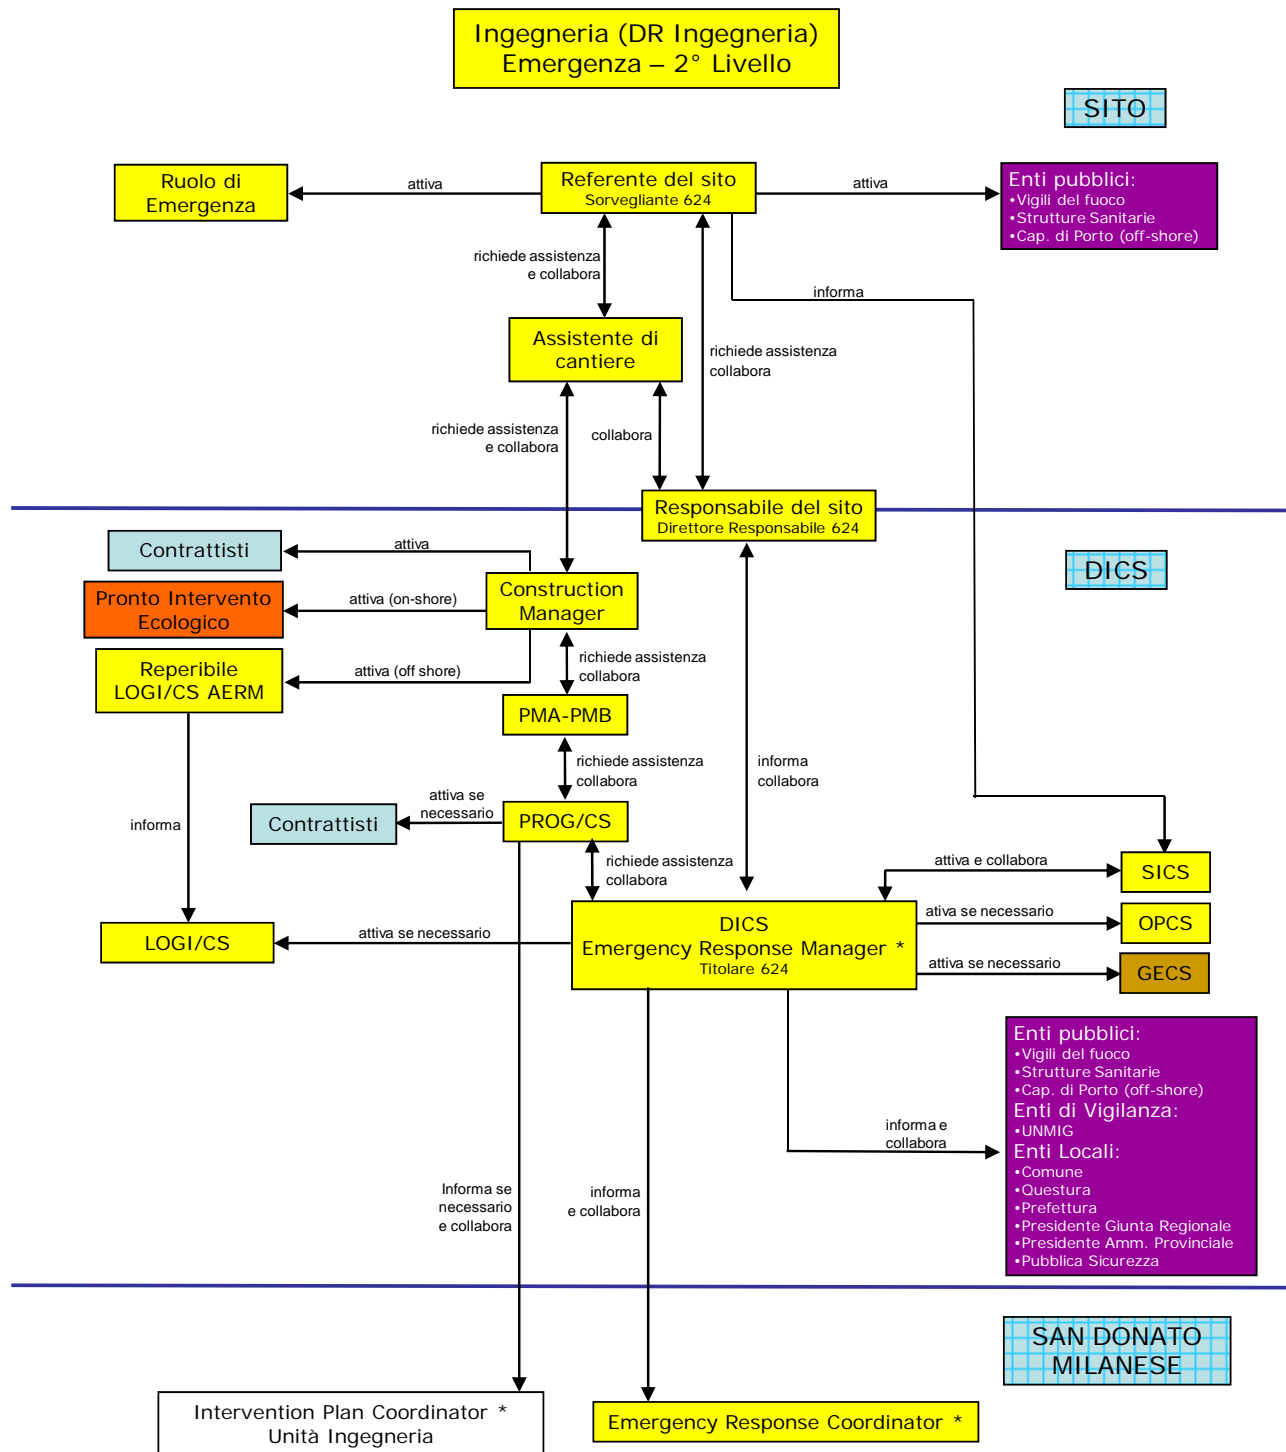 Ingegneria (DR Ingegneria)
Emergenza – 2° Livello
SITO
Ruolo di
Emergenza
attiva
Referente del sito
Sorvegliante 624
attiva
Enti pubblici:
•Vigili del fuoco
•Strutture Sanitarie
•Cap. di Porto (off-shore)
richiede assistenza
e collabora
informa
Assistente di
cantiere
richiede assistenza
collabora
richiede assistenza
e collabora
collabora
Responsabile del sito
Direttore Responsabile 624
DICS
Contrattisti
attiva
Pronto Intervento
Ecologico
attiva (on-shore)
Construction
Manager
Reperibile
LOGI/CS AERM
attiva (off shore)
richiede assistenza
collabora
PMA-PMB
richiede assistenza
collabora
informa
collabora
informa
Contrattisti
attiva se
necessario
PROG/CS
richiede assistenza
collabora
attiva e collabora
SICS
LOGI/CS
attiva se necessario
DICS
Emergency Response Manager *
Titolare 624
ativa se necessario
OPCS
attiva se necessario
GECS
Enti pubblici:
•Vigili del fuoco
•Strutture Sanitarie
•Cap. di Porto (off-shore)
Enti di Vigilanza:
•UNMIG
Enti Locali:
•Comune
•Questura
•Prefettura
•Presidente Giunta Regionale
•Presidente Amm. Provinciale
•Pubblica Sicurezza
informa e
collabora
Informa se
necessario
e collabora
informa
e collabora
SAN DONATO
MILANESE
Intervention Plan Coordinator *
Unità Ingegneria
Emergency Response Coordinator *